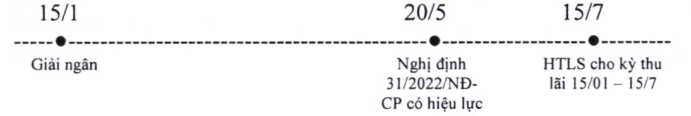 15/1
20/5
15/7
Giải ngân
Nghị định
31/2022/NĐ-
CP có hiệu lực
HTLS cho kỳ thu
lãi 15/01 – 15/7